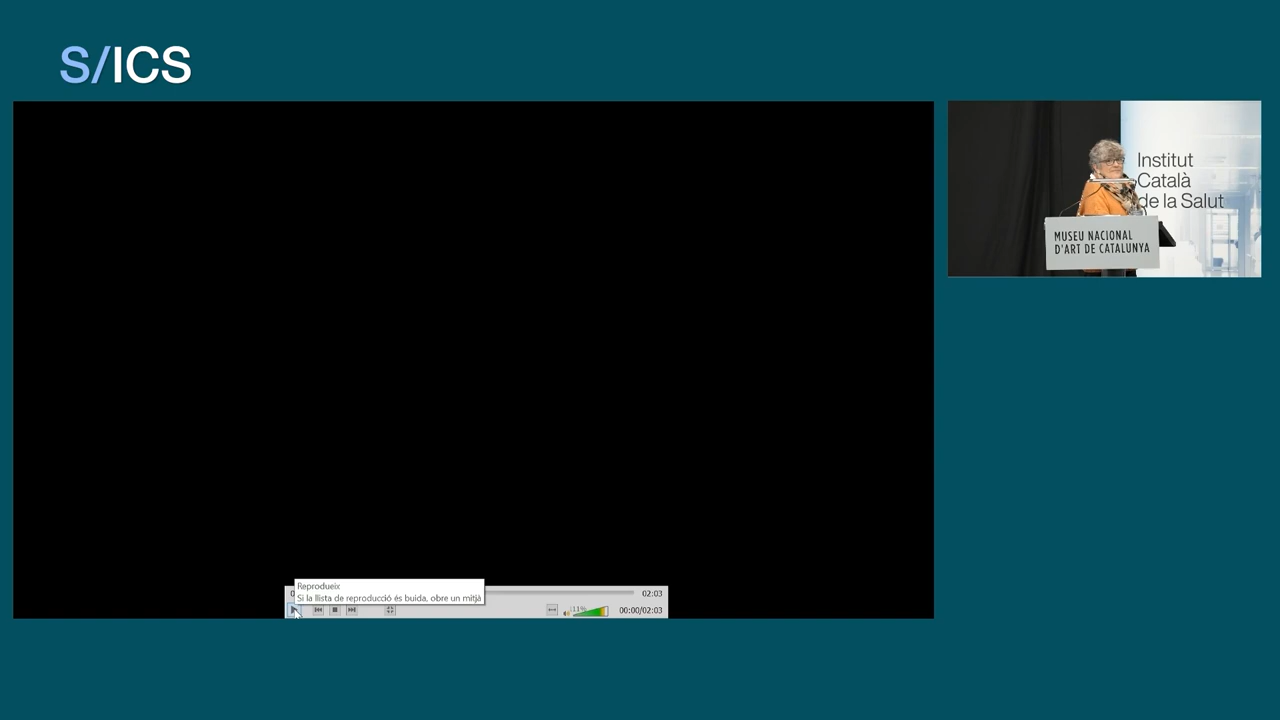 S/ICS
Institut
Català
de la Salut
MUSEU NACIONAL
D'ART DE CATALUNYA
Reprodueix
Si la llista de reproducció és buida, obre un mitjà
02:03
00:00/02:03